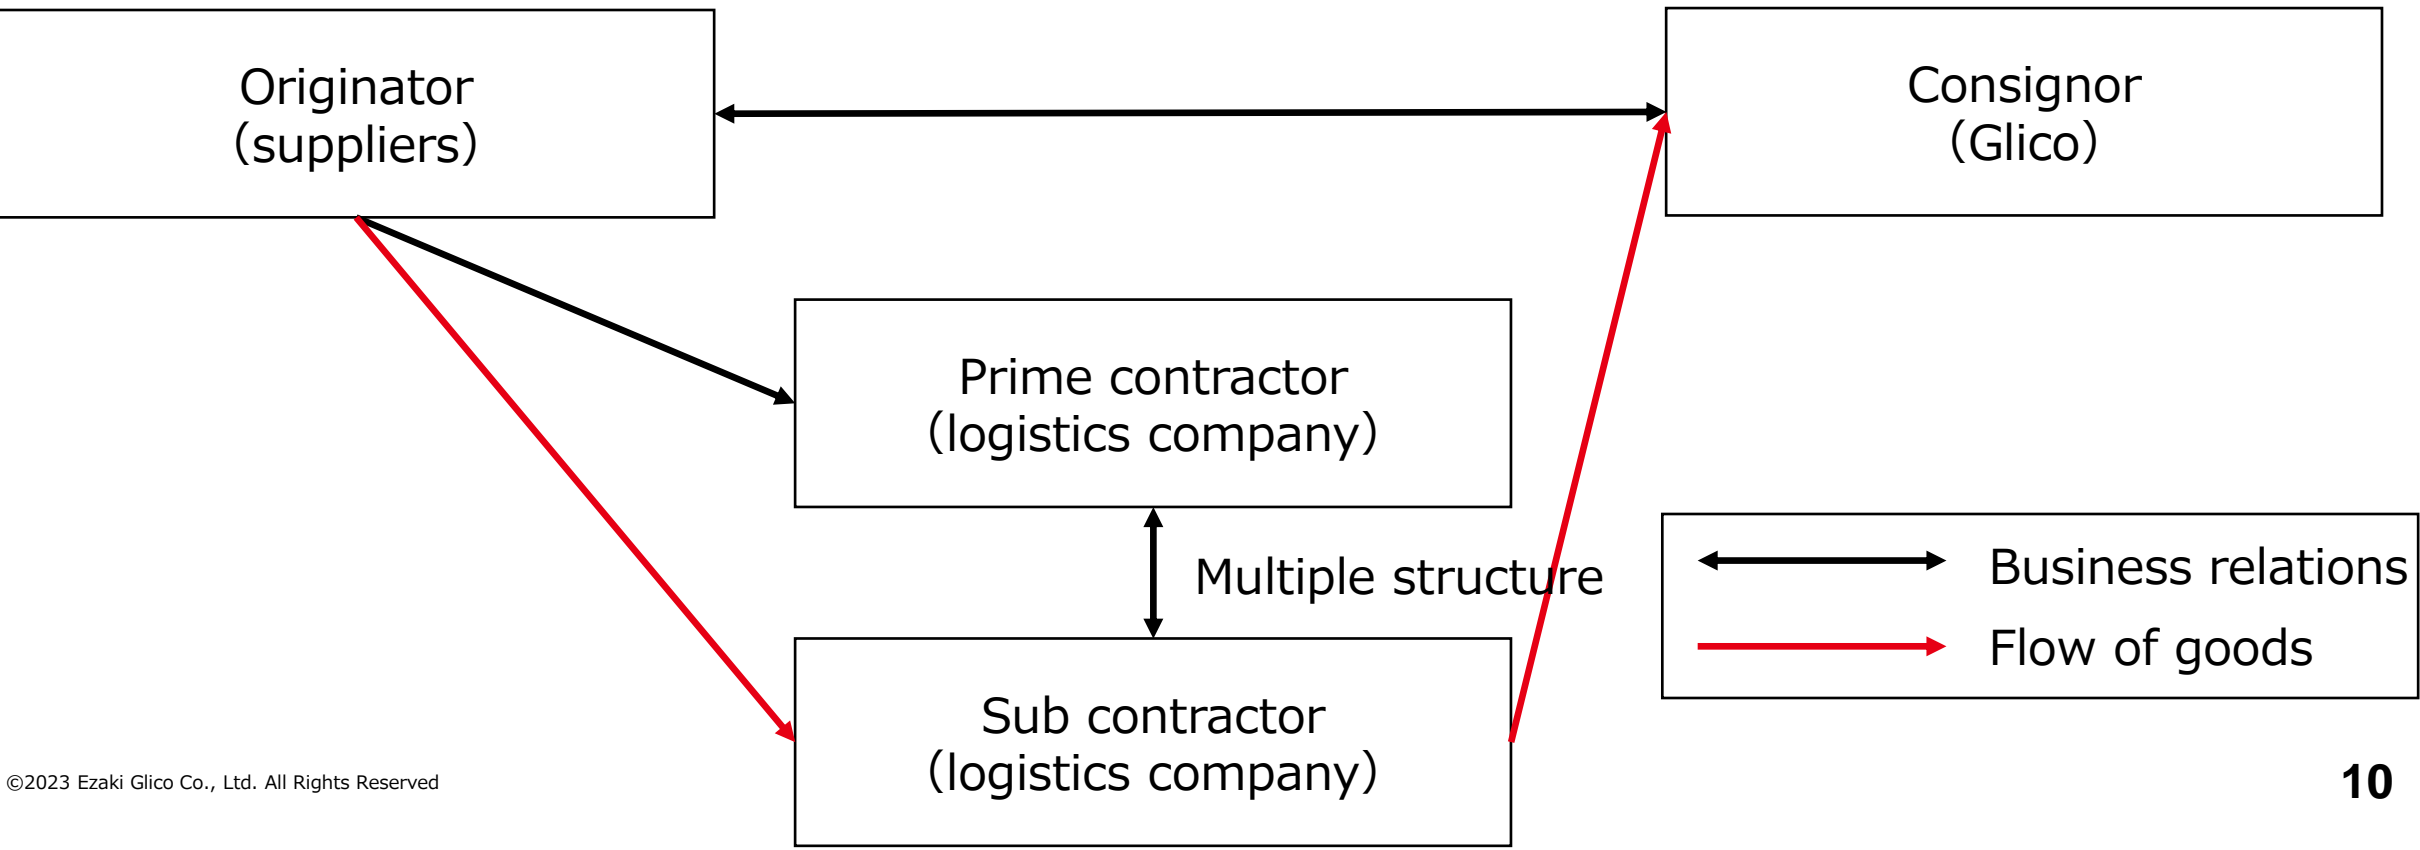 Originator
（suppliers）
Consignor
（Glico）
Prime contractor
（logistics company）
Multiple structure
Business relations
Flow of goods
Sub contractor
（logistics company）
©2023 Ezaki Glico Co., Ltd. All Rights Reserved
10